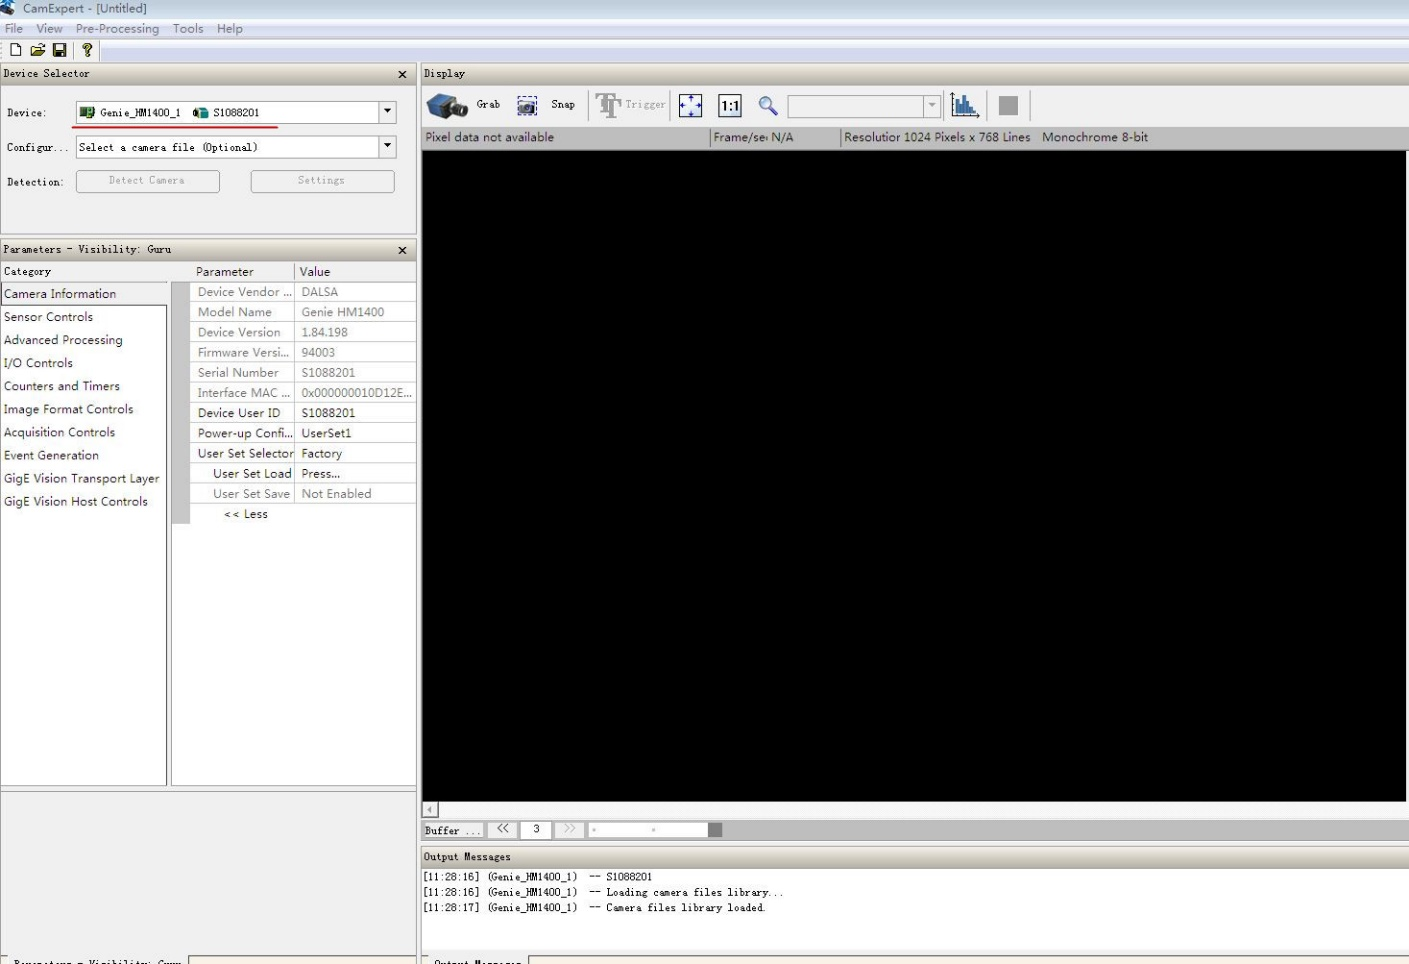 CamExpert - [Untitled]
File View Pre-Processing Tools Help
Device Selector
Device: Genie_HM1400_1 S1088201
Configur... Select a camera file (Optional)
Detection: Detect Camera Settings
Parameters - Visibility: Guru
Category Parameter Value
Camera Information
Sensor Controls
Advanced Processing
I/O Controls
Counters and Timers
Image Format Controls
Acquisition Controls
Event Generation
GigE Vision Transport Layer
GigE Vision Host Controls
Device Vendor ... DALSA
Model Name Genie HM1400
Device Version 1.84.198
Firmware Versi... 94003
Serial Number S1088201
Interface MAC ... 0x000000010D12E...
Device User ID S1088201
Power-up Confi... UserSet1
User Set Selector Factory
User Set Load Press...
User Set Save Not Enabled
<< Less
Display
Grab Snap Trigger 1:1
Pixel data not available Frame/se N/A Resolution 1024 Pixels x 768 Lines Monochrome 8-bit
Buffer ... << 3 >>
Output Messages
[11:28:16] (Genie_HM1400_1) -- S1088201
[11:28:16] (Genie_HM1400_1) -- Loading camera files library...
[11:28:17] (Genie_HM1400_1) -- Camera files library loaded.
Parameters - Visibility: Guru
Output Messages